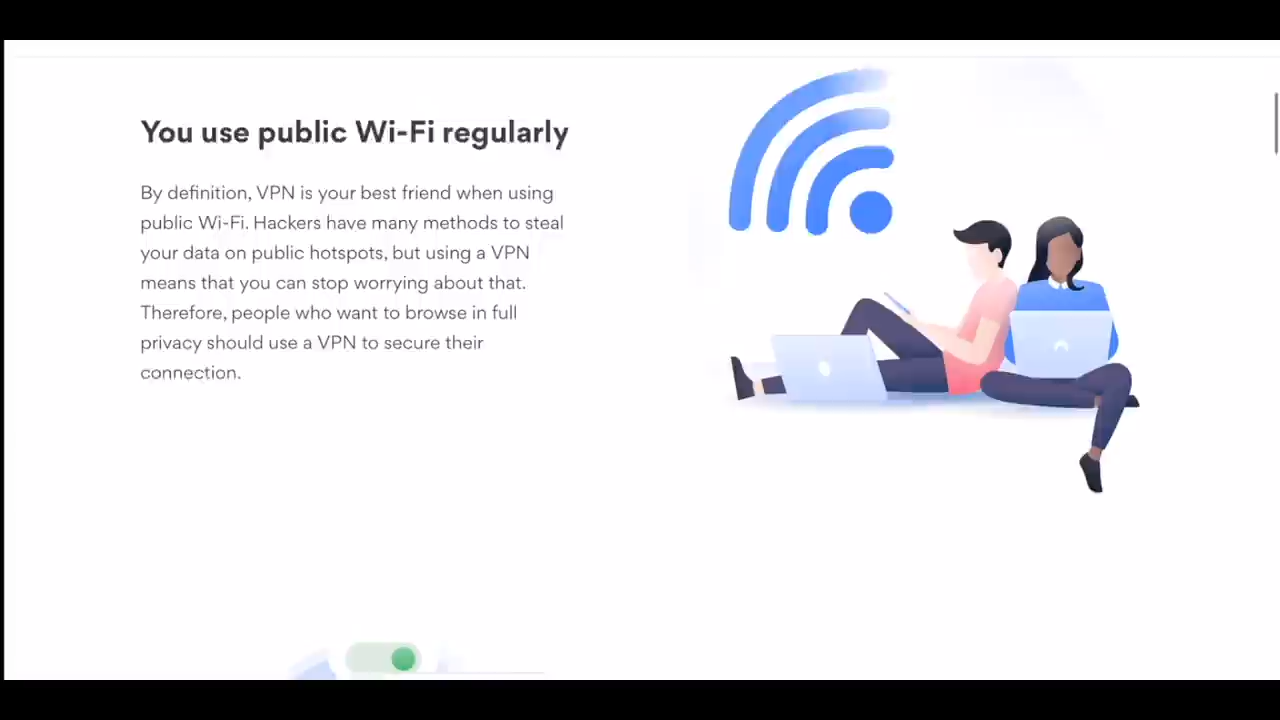 You use public Wi-Fi regularly
By definition, VPN is your best friend when using
public Wi-Fi. Hackers have many methods to steal
your data on public hotspots, but using a VPN
means that you can stop worrying about that.
Therefore, people who want to browse in full
privacy should use a VPN to secure their
connection.